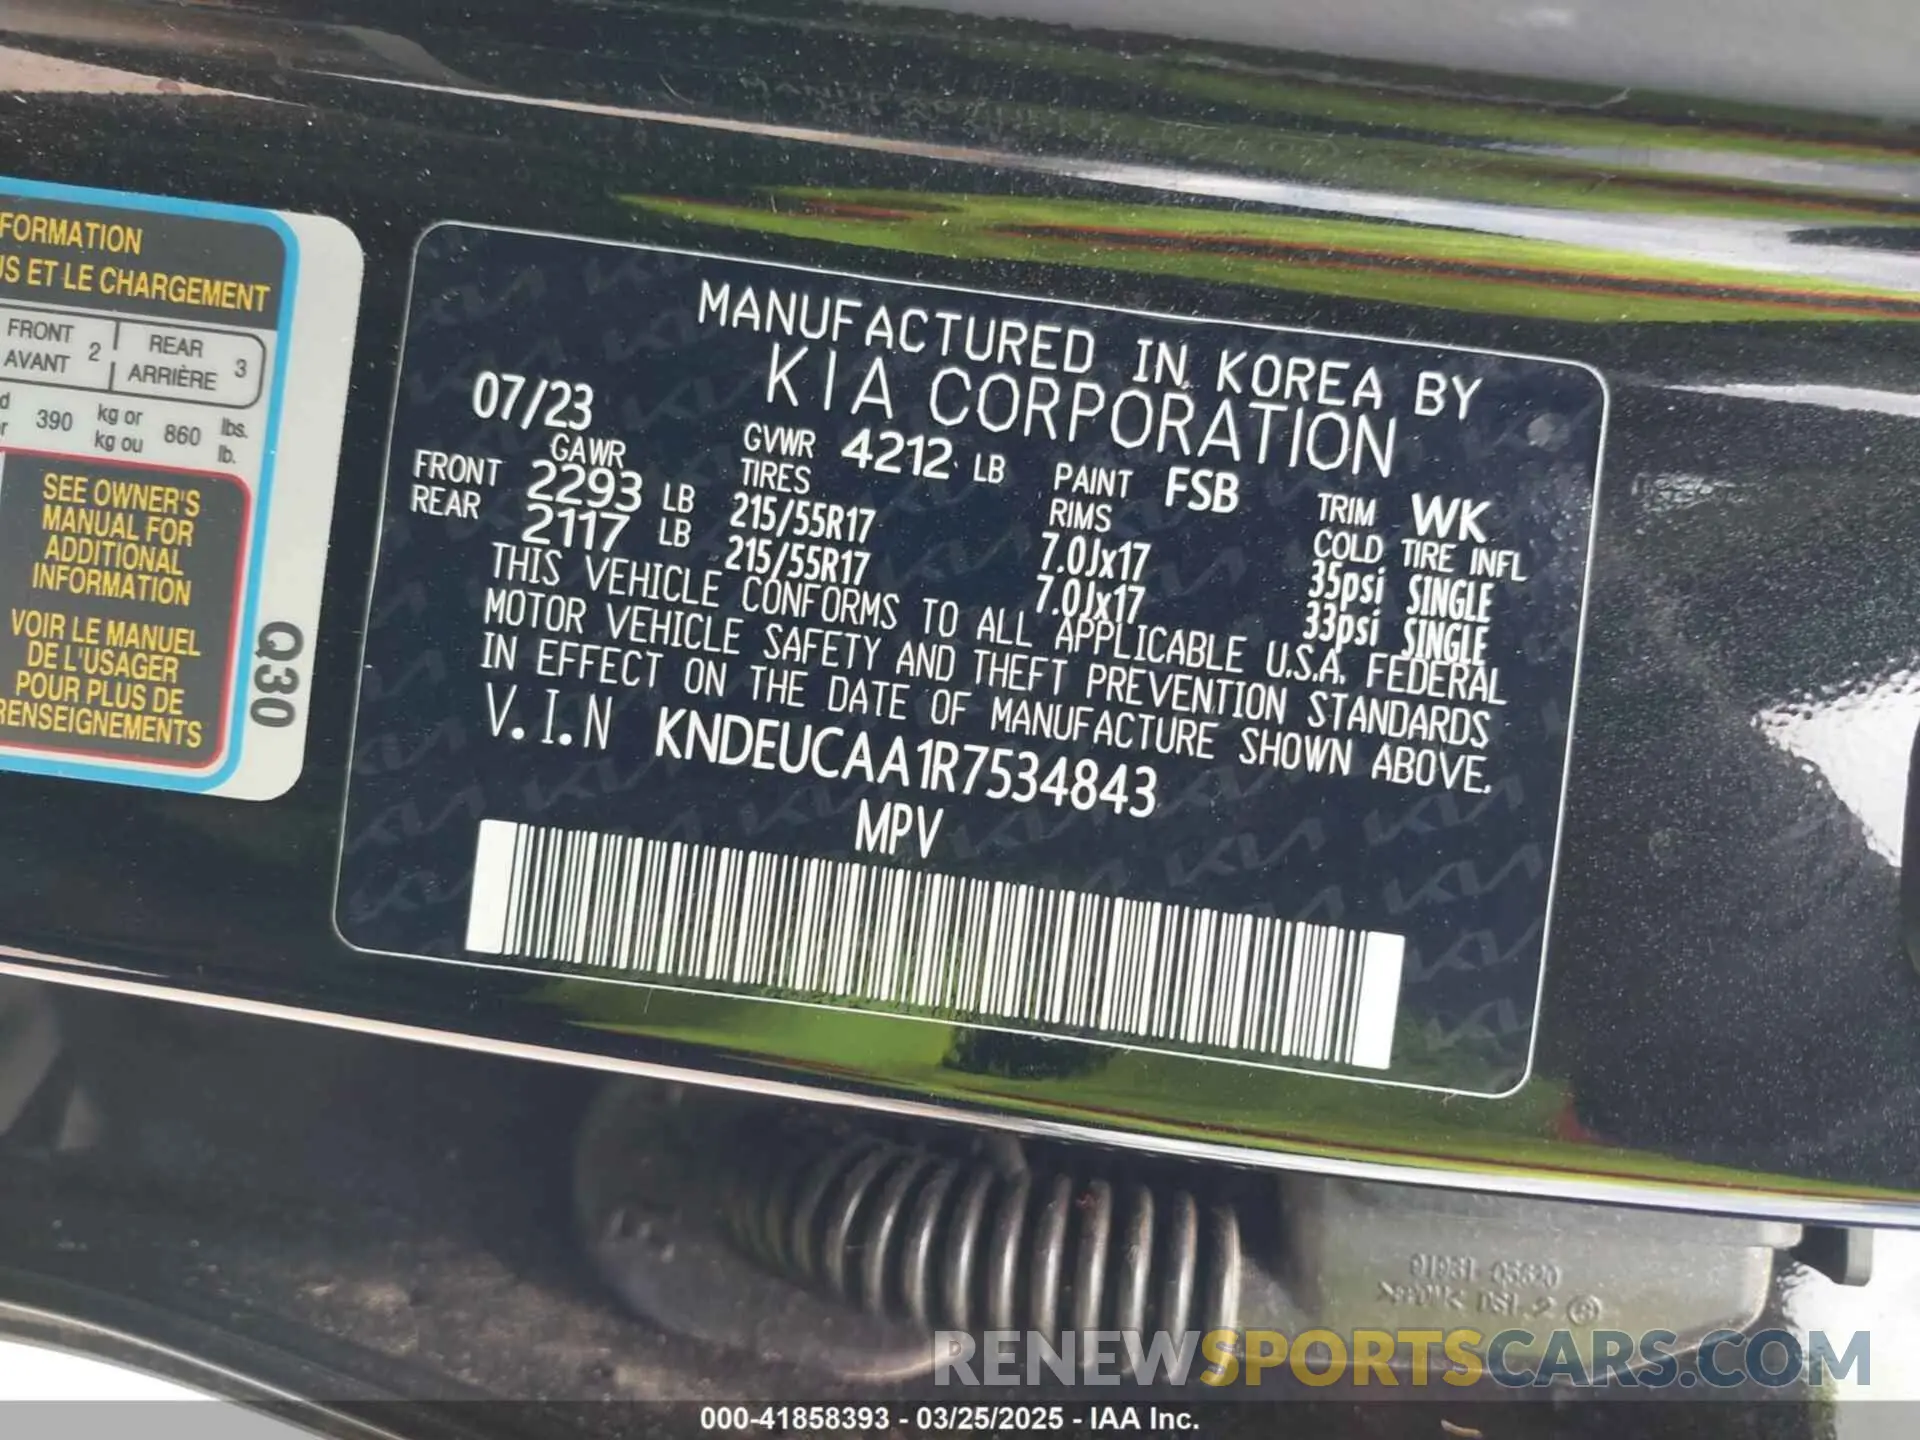 FORMATION
US ET LE CHARGEMENT
FRONT
AVANT 2
REAR
ARRIÈRE 3
390 kg or
kg ou 860 lbs.
lb.
SEE OWNER'S
MANUAL FOR
ADDITIONAL
INFORMATION
VOIR LE MANUEL
DE L'USAGER
POUR PLUS DE
RENSEIGNEMENTS
Q30
MANUFACTURED IN KOREA BY
KIA CORPORATION
07/23
GAWR GVWR 4212 LB PAINT FSB TRIM WK
TIRES RIMS COLD TIRE INFL
FRONT 2293 LB 215/55R17 7.0Jx17 35psi SINGLE
REAR 2117 LB 215/55R17 7.0Jx17 33psi SINGLE
THIS VEHICLE CONFORMS TO ALL APPLICABLE U.S.A. FEDERAL
MOTOR VEHICLE SAFETY AND THEFT PREVENTION STANDARDS
IN EFFECT ON THE DATE OF MANUFACTURE SHOWN ABOVE.
V.I.N KNDEUCAA1R7534843
MPV
91961-05620
RENEWSPORTSCARS.COM
000-41858393 - 03/25/2025 - IAA Inc.